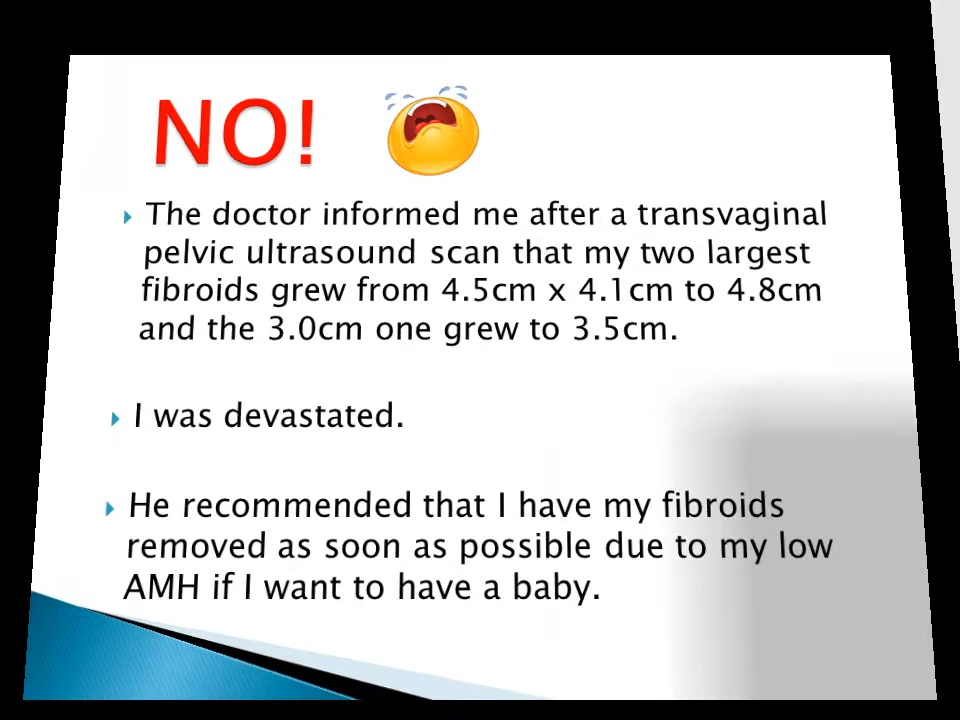 NO!
The doctor informed me after a transvaginal
pelvic ultrasound scan that my two largest
fibroids grew from 4.5cm x 4.1cm to 4.8cm
and the 3.0cm one grew to 3.5cm.
I was devastated.
He recommended that I have my fibroids
removed as soon as possible due to my low
AMH if I want to have a baby.